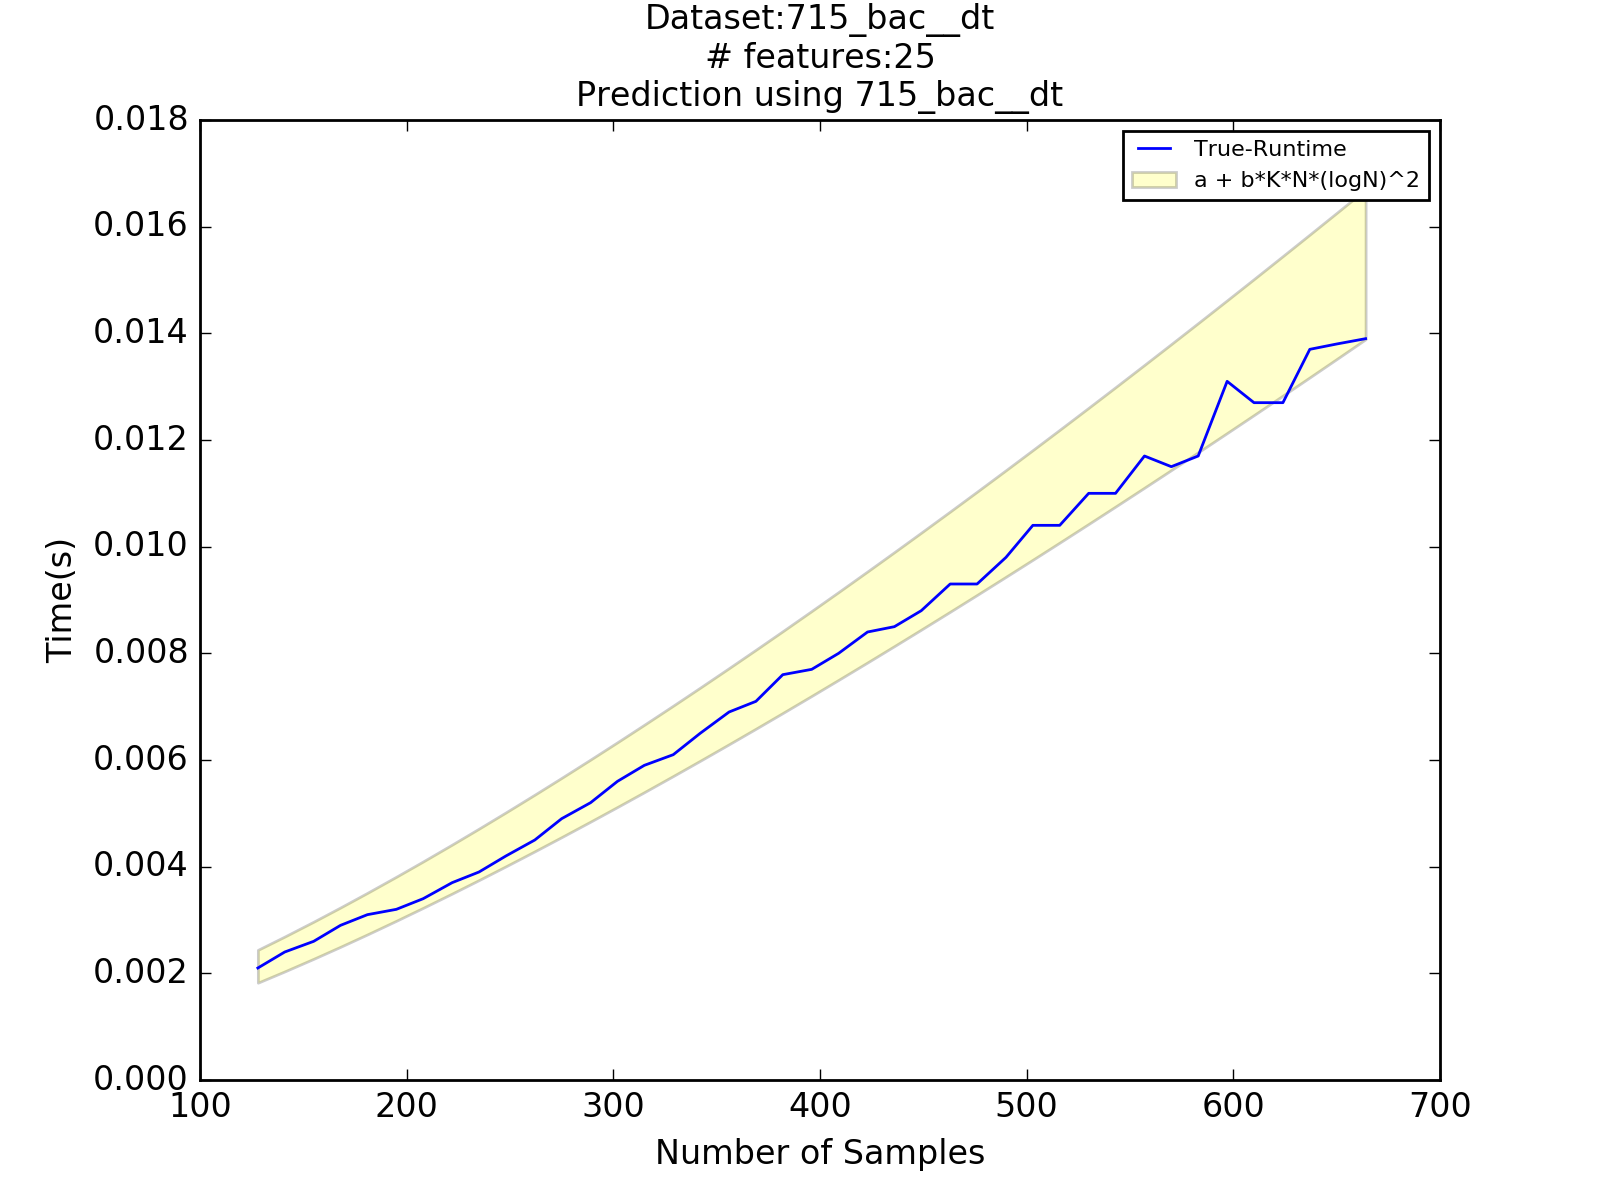 Dataset:715_bac__dt
# features:25
Prediction using 715_bac__dt
True-Runtime
a + b*K*N*(logN)^2
0.018
0.016
0.014
0.012
0.010
0.008
0.006
0.004
0.002
0.000
Time(s)
100 200 300 400 500 600 700
Number of Samples